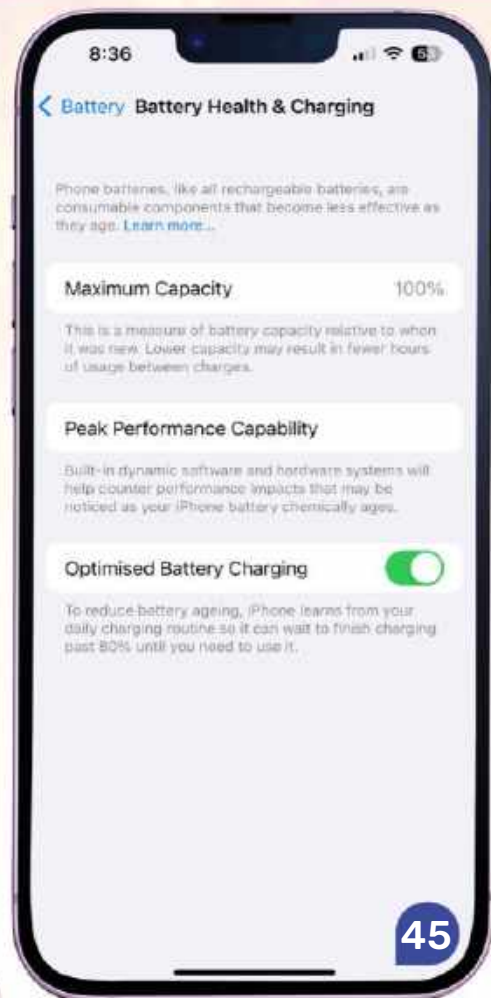 8:36
Battery Battery Health & Charging
Phone batteries, like all rechargeable batteries, are
consumable components that become less effective as
they age. Learn more...
Maximum Capacity 100%
This is a measure of battery capacity relative to when
it was new. Lower capacity may result in fewer hours
of usage between charges.
Peak Performance Capability
Built-in dynamic software and hardware systems will
help counter performance impacts that may be
noticed as your iPhone battery chemically ages.
Optimised Battery Charging
To reduce battery ageing, iPhone learns from your
daily charging routine so it can wait to finish charging
past 80% until you need to use it.
45